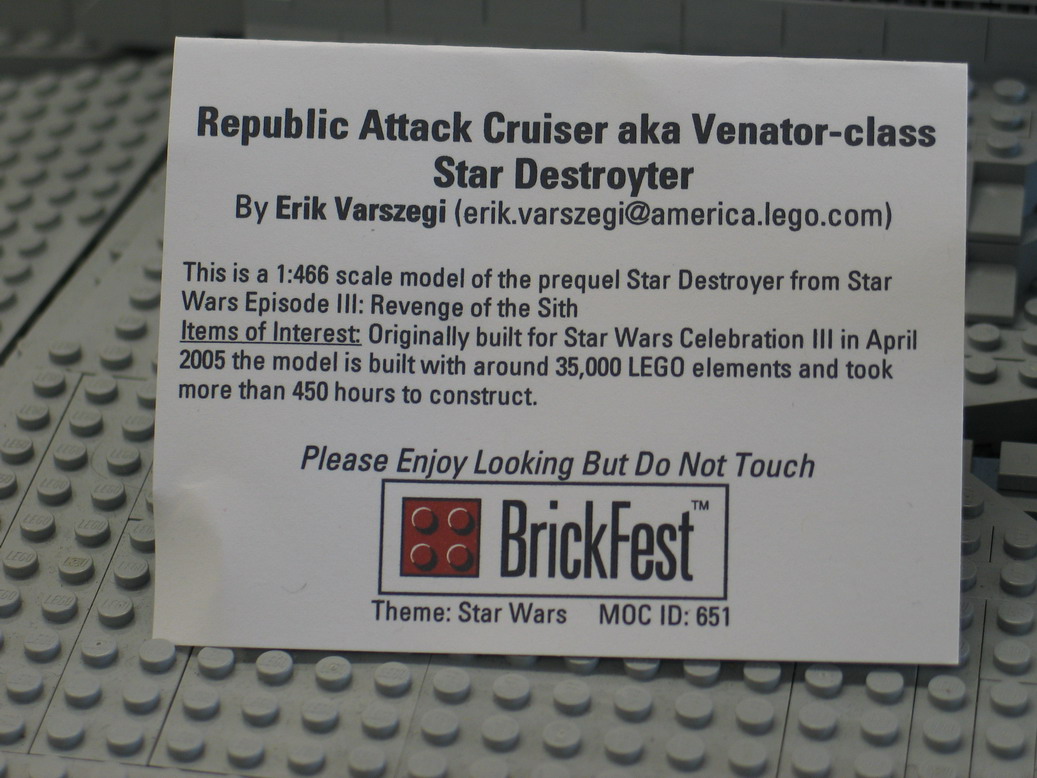 Republic Attack Cruiser aka Venator-class
Star Destroyter
By Erik Varszegi (erik.varszegi@america.lego.com)
This is a 1:466 scale model of the prequel Star Destroyer from Star
Wars Episode III: Revenge of the Sith
Items of Interest: Originally built for Star Wars Celebration III in April
2005 the model is built with around 35,000 LEGO elements and took
more than 450 hours to construct.
Please Enjoy Looking But Do Not Touch
BrickFest™
Theme: Star Wars MOC ID: 651